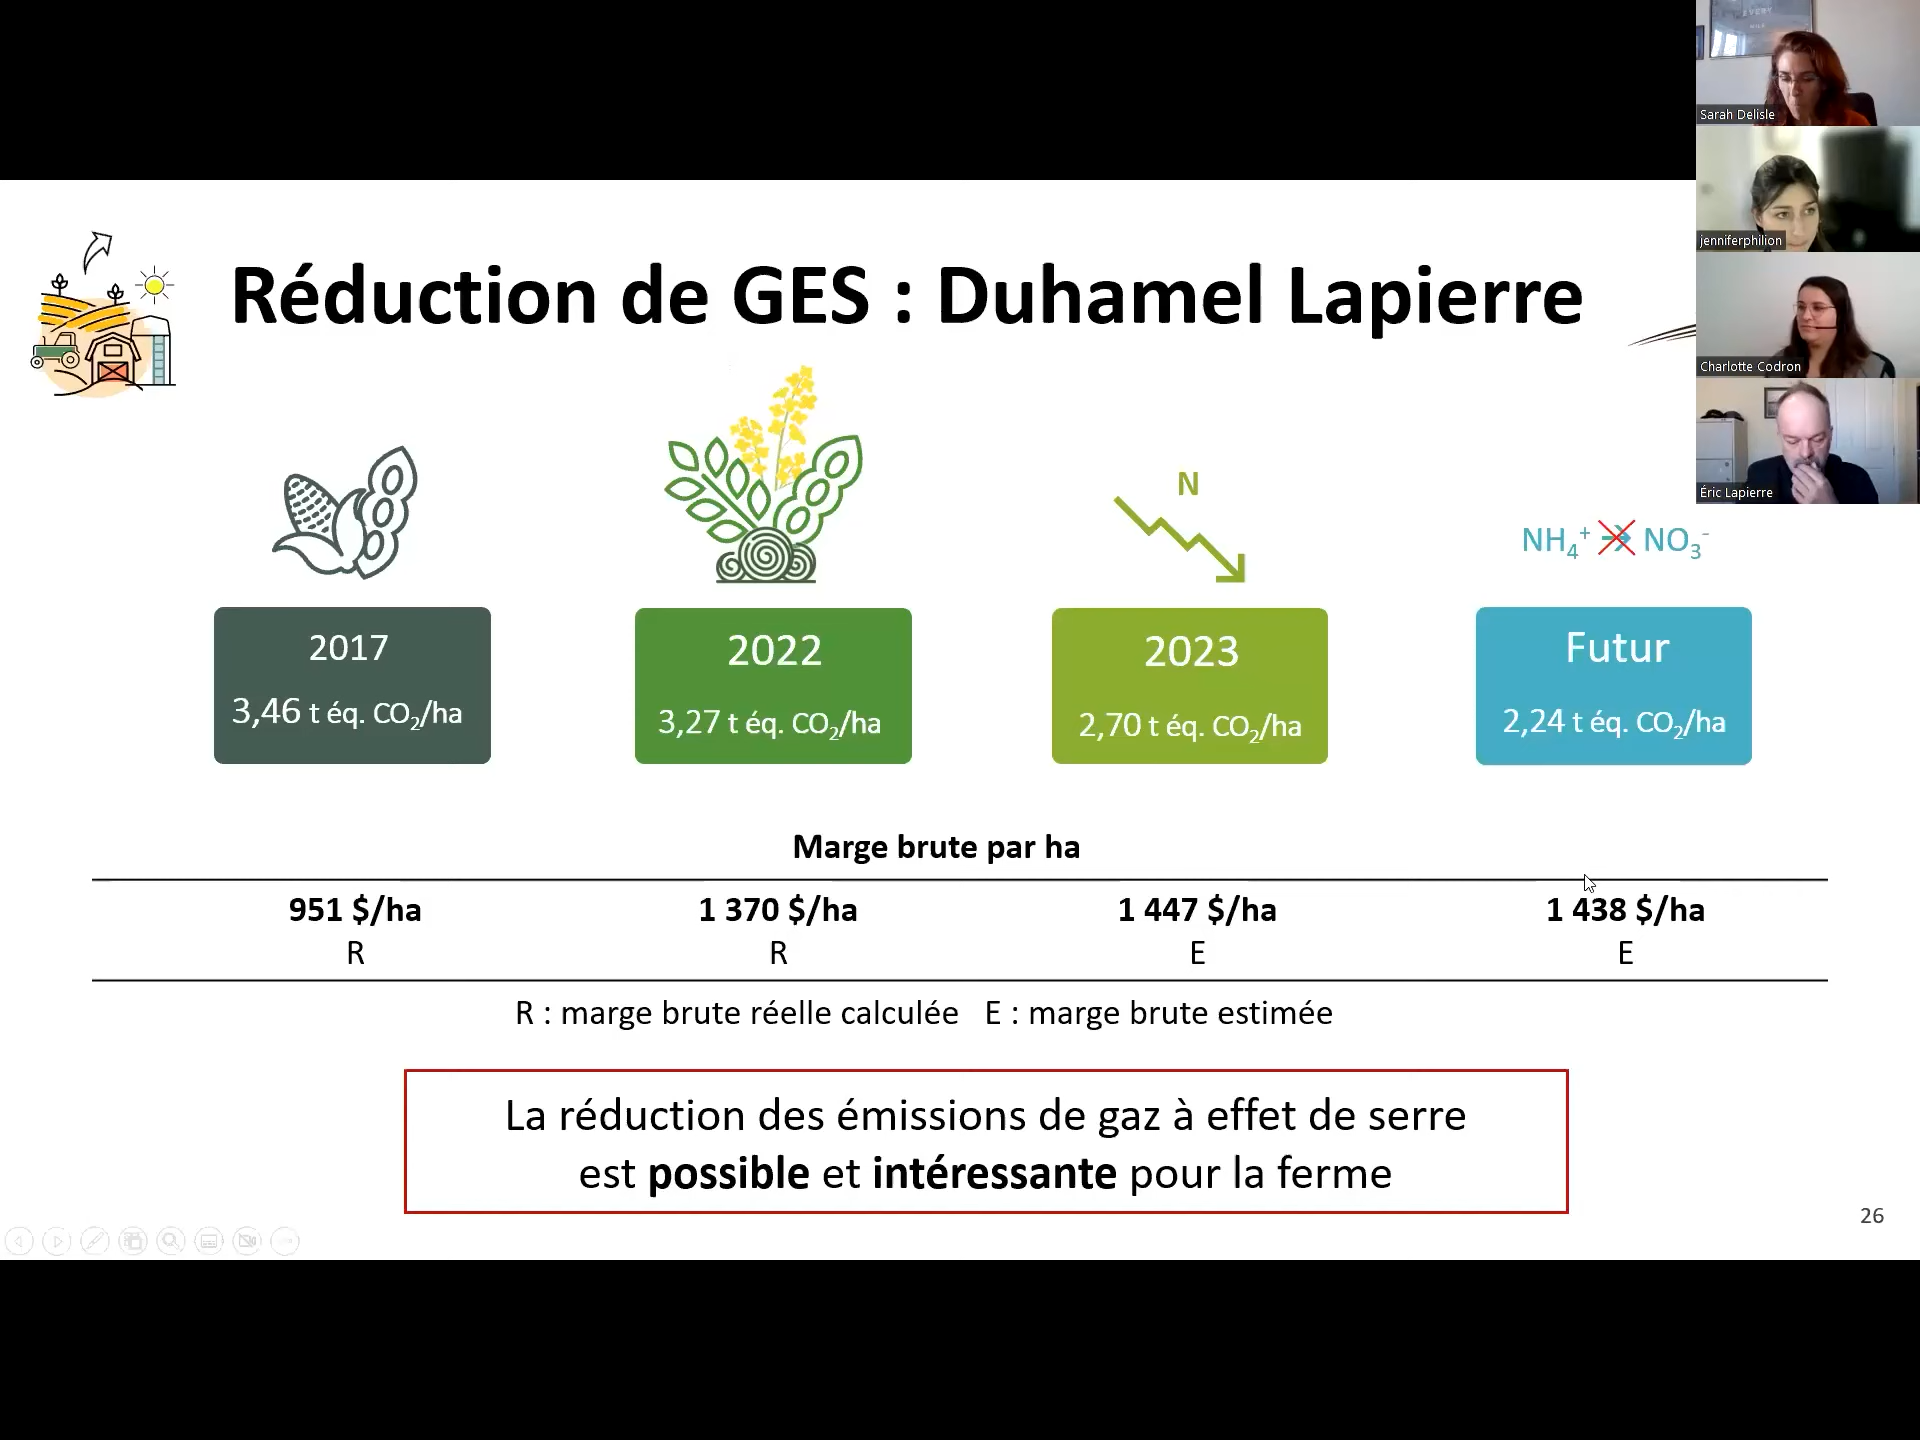 Réduction de GES : Duhamel Lapierre
N
NH₄⁺ → NO₃⁻
2017
3,46 t éq. CO₂/ha
2022
3,27 t éq. CO₂/ha
2023
2,70 t éq. CO₂/ha
Futur
2,24 t éq. CO₂/ha
Marge brute par ha
951 $/ha 1 370 $/ha 1 447 $/ha 1 438 $/ha
R R E E
R : marge brute réelle calculée E : marge brute estimée
La réduction des émissions de gaz à effet de serre
est possible et intéressante pour la ferme
26
Sarah Delisle
jenniferphilion
Charlotte Codron
Éric Lapierre